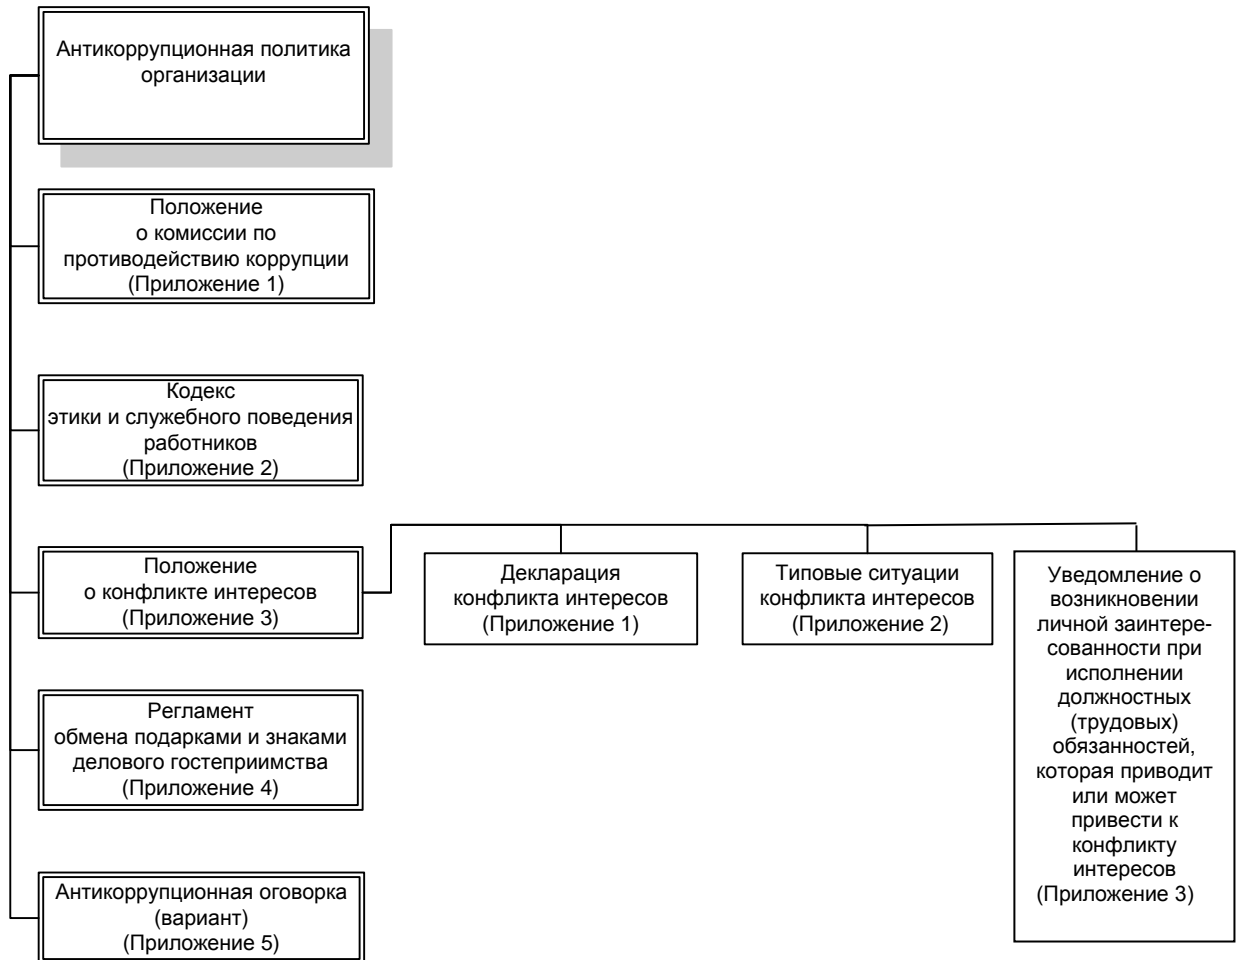 Антикоррупционная политика
организации
Положение
о комиссии по
противодействию коррупции
(Приложение 1)
Кодекс
этики и служебного поведения
работников
(Приложение 2)
Положение
о конфликте интересов
(Приложение 3)
Декларация
конфликта интересов
(Приложение 1)
Типовые ситуации
конфликта интересов
(Приложение 2)
Уведомление о
возникновении
личной заинтере-
сованности при
исполнении
должностных
(трудовых)
обязанностей,
которая приводит
или может
привести к
конфликту
интересов
(Приложение 3)
Регламент
обмена подарками и знаками
делового гостеприимства
(Приложение 4)
Антикоррупционная оговорка
(вариант)
(Приложение 5)